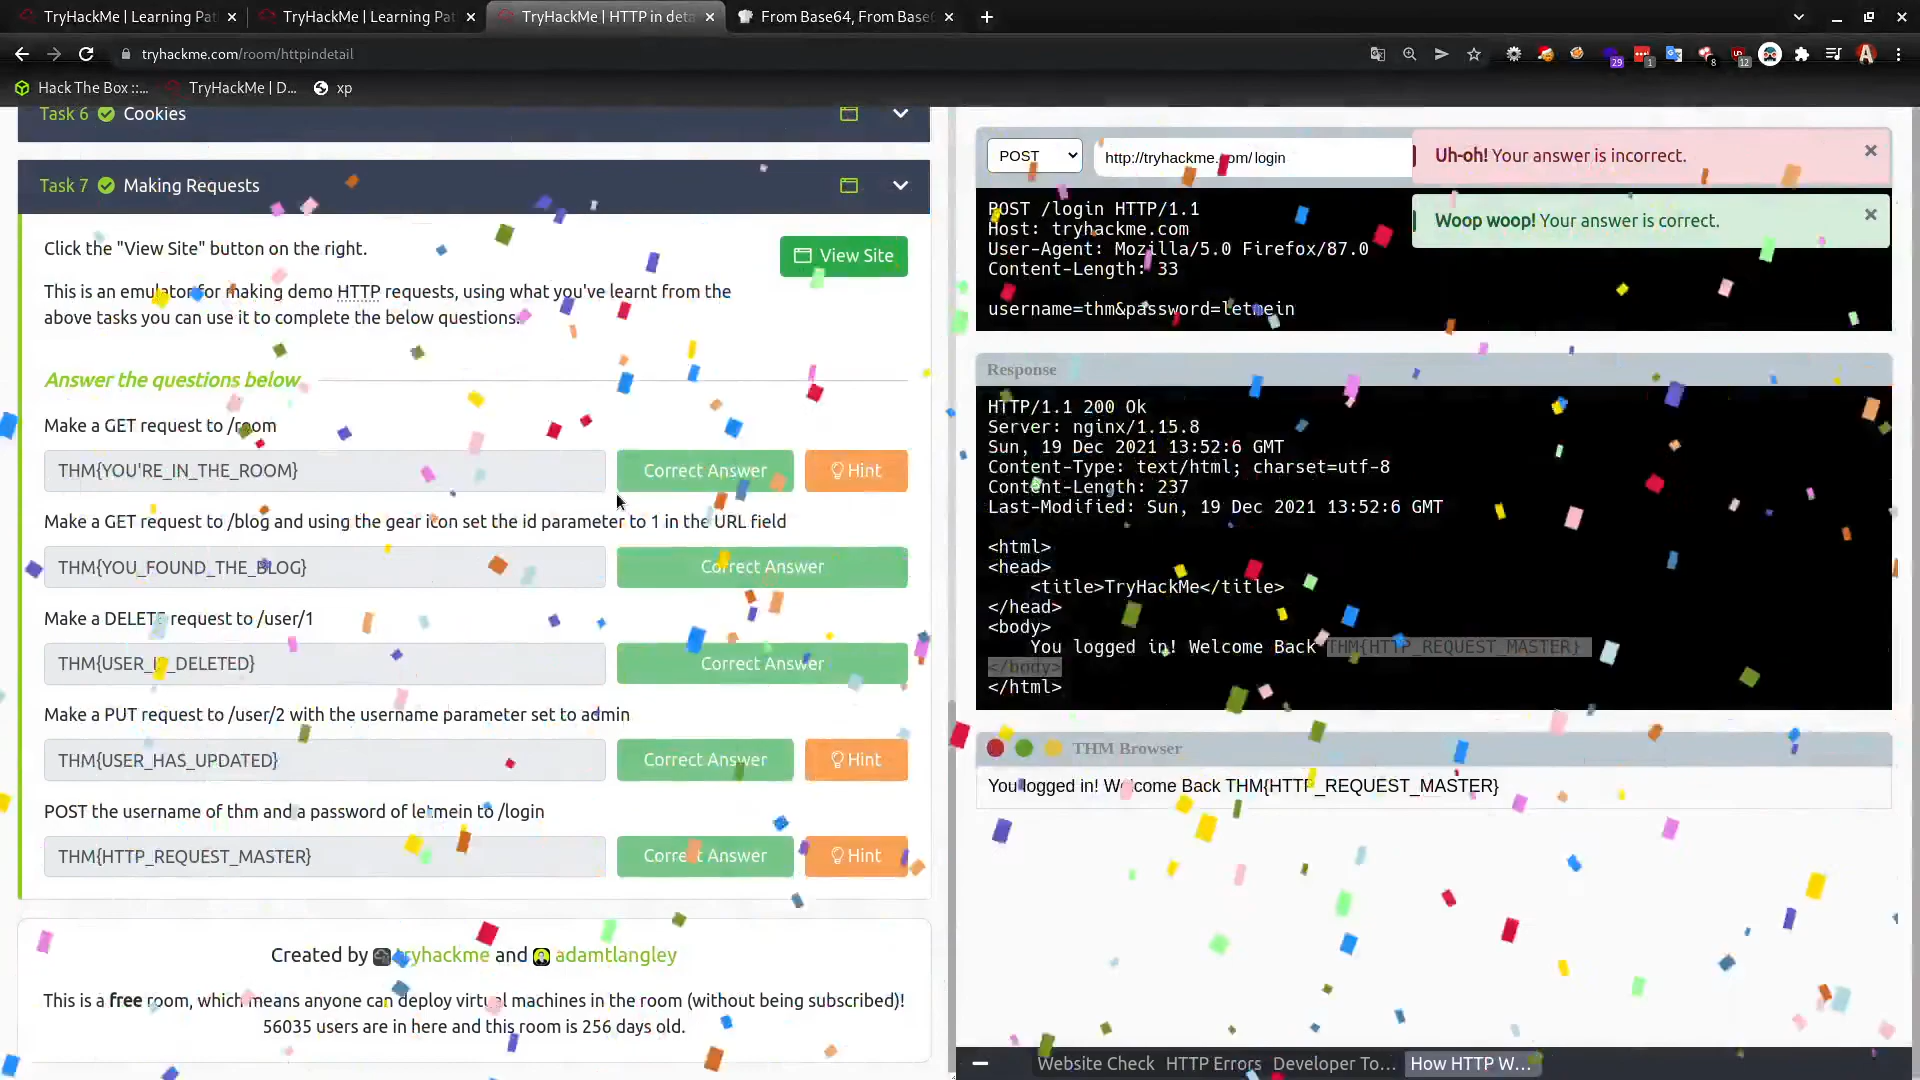 TryHackMe | Learning Pat
TryHackMe | Learning Pat
TryHackMe | HTTP in deta
From Base64, From Base6
tryhackme.com/room/httpindetail
29
1
8
12
Hack The Box ::...
TryHackMe | D...
xp
Task 6 Cookies
Task 7 Making Requests
Click the "View Site" button on the right.
View Site
This is an emulator for making demo HTTP requests, using what you've learnt from the
above tasks you can use it to complete the below questions.
Answer the questions below
Make a GET request to /room
THM{YOU'RE_IN_THE_ROOM}
Correct Answer
Hint
Make a GET request to /blog and using the gear icon set the id parameter to 1 in the URL field
THM{YOU_FOUND_THE_BLOG}
Correct Answer
Make a DELETE request to /user/1
THM{USER_IS_DELETED}
Correct Answer
Make a PUT request to /user/2 with the username parameter set to admin
THM{USER_HAS_UPDATED}
Correct Answer
Hint
POST the username of thm and a password of letmein to /login
THM{HTTP_REQUEST_MASTER}
Correct Answer
Hint
Created by tryhackme and adamtlangley
This is a free room, which means anyone can deploy virtual machines in the room (without being subscribed)!
56035 users are in here and this room is 256 days old.
POST
http://tryhackme.com/login
Uh-oh! Your answer is incorrect.
Woop woop! Your answer is correct.
POST /login HTTP/1.1
Host: tryhackme.com
User-Agent: Mozilla/5.0 Firefox/87.0
Content-Length: 33
username=thm&password=letmein
Response
HTTP/1.1 200 Ok
Server: nginx/1.15.8
Sun, 19 Dec 2021 13:52:6 GMT
Content-Type: text/html; charset=utf-8
Content-Length: 237
Last-Modified: Sun, 19 Dec 2021 13:52:6 GMT
<html>
<head>
<title>TryHackMe</title>
</head>
<body>
You logged in! Welcome Back THM{HTTP_REQUEST_MASTER}
</body>
</html>
THM Browser
You logged in! Welcome Back THM{HTTP_REQUEST_MASTER}
Website Check
HTTP Errors
Developer To...
How HTTP W...